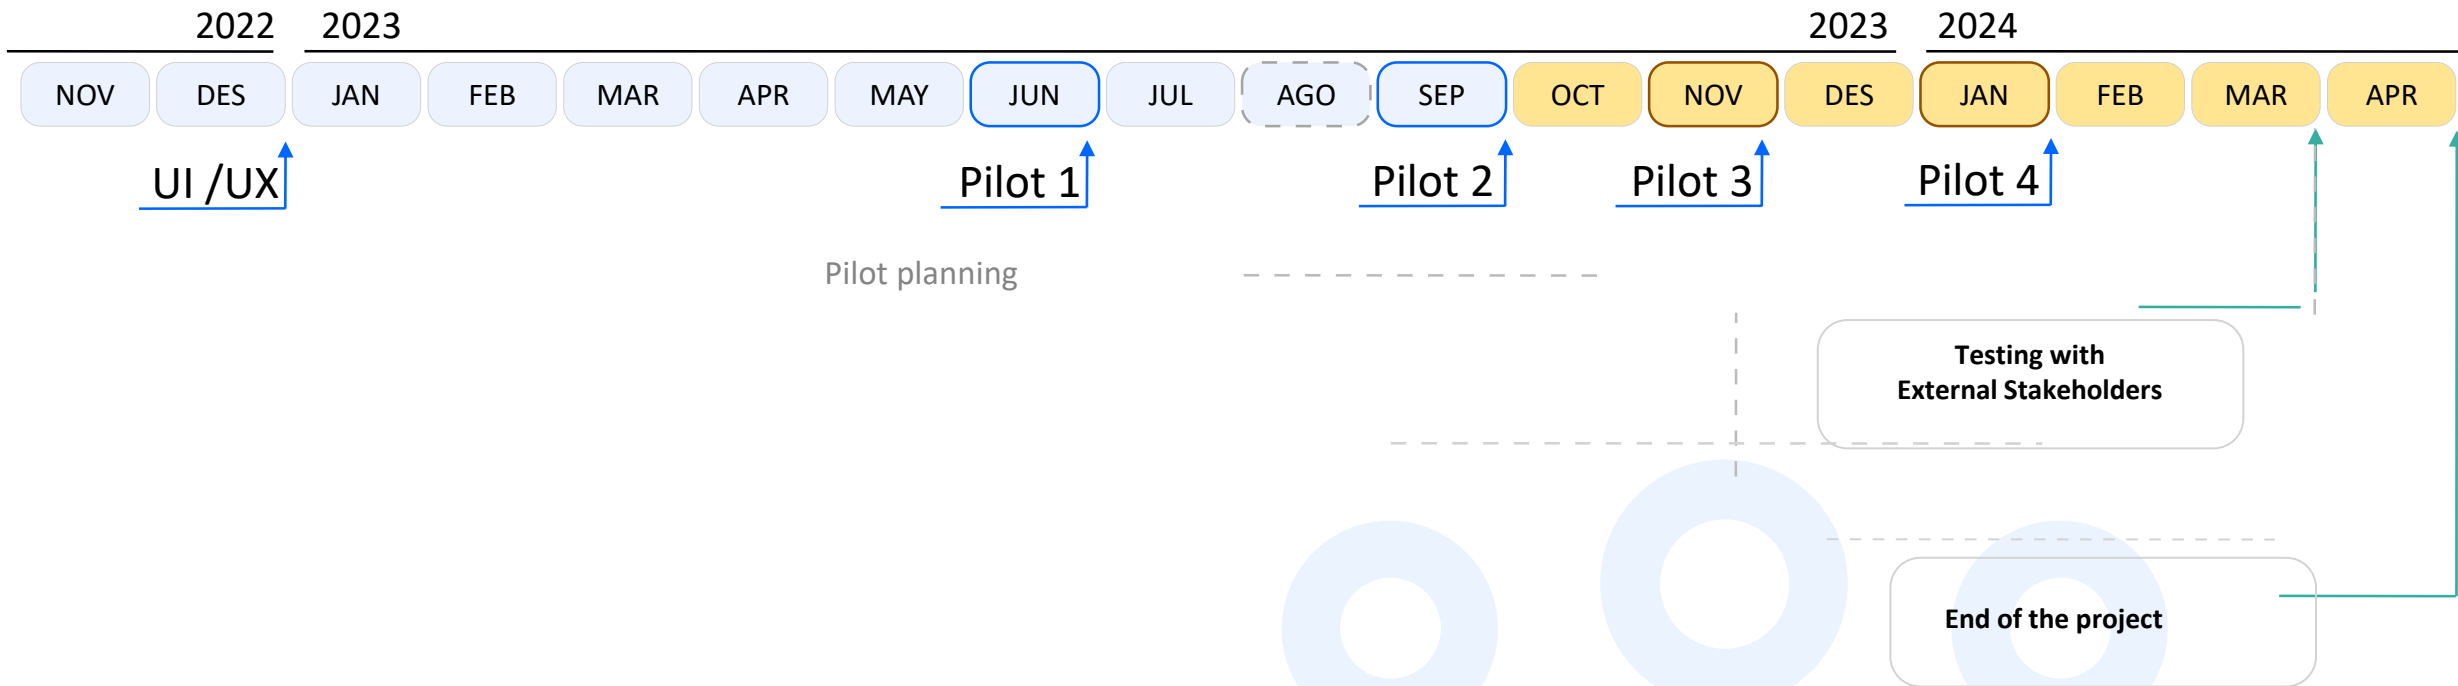 2022 2023 2023 2024
NOV DES JAN FEB MAR APR MAY JUN JUL AGO SEP OCT NOV DES JAN FEB MAR APR
UI /UX Pilot 1 Pilot 2 Pilot 3 Pilot 4
Pilot planning
Testing with
External Stakeholders
End of the project